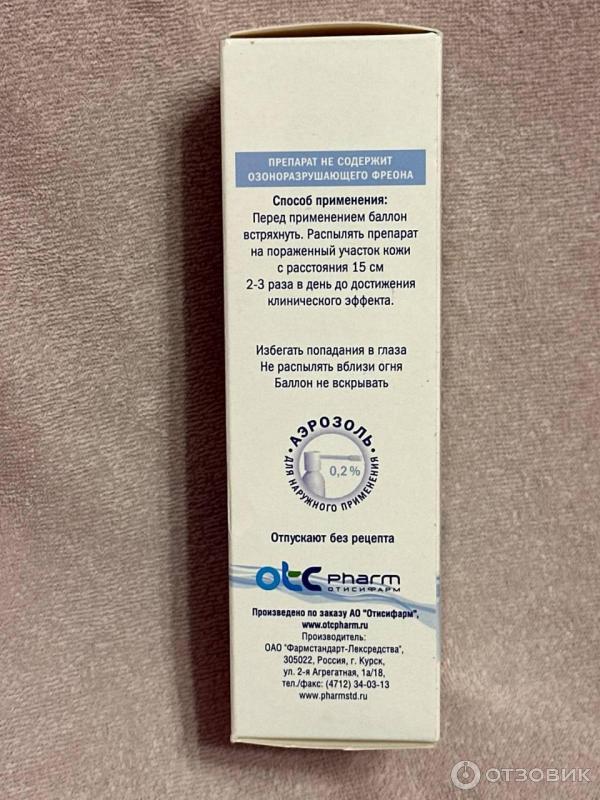 ПРЕПАРАТ НЕ СОДЕРЖИТ
ОЗОНОРАЗРУШАЮЩЕГО ФРЕОНА
Способ применения:
Перед применением баллон
встряхнуть. Распылять препарат
на пораженный участок кожи
с расстояния 15 см
2-3 раза в день до достижения
клинического эффекта.
Избегать попадания в глаза
Не распылять вблизи огня
Баллон не вскрывать
• АЭРОЗОЛЬ •
ДЛЯ НАРУЖНОГО ПРИМЕНЕНИЯ
0,2%
Отпускают без рецепта
otc pharm
ОТИСИФАРМ
Произведено по заказу АО "Отисифарм",
www.otcpharm.ru
Производитель:
ОАО "Фармстандарт-Лексредства",
305022, Россия, г. Курск,
ул. 2-я Агрегатная, 1а/18,
тел./факс: (4712) 34-03-13
www.pharmstd.ru
ОТЗОВИК